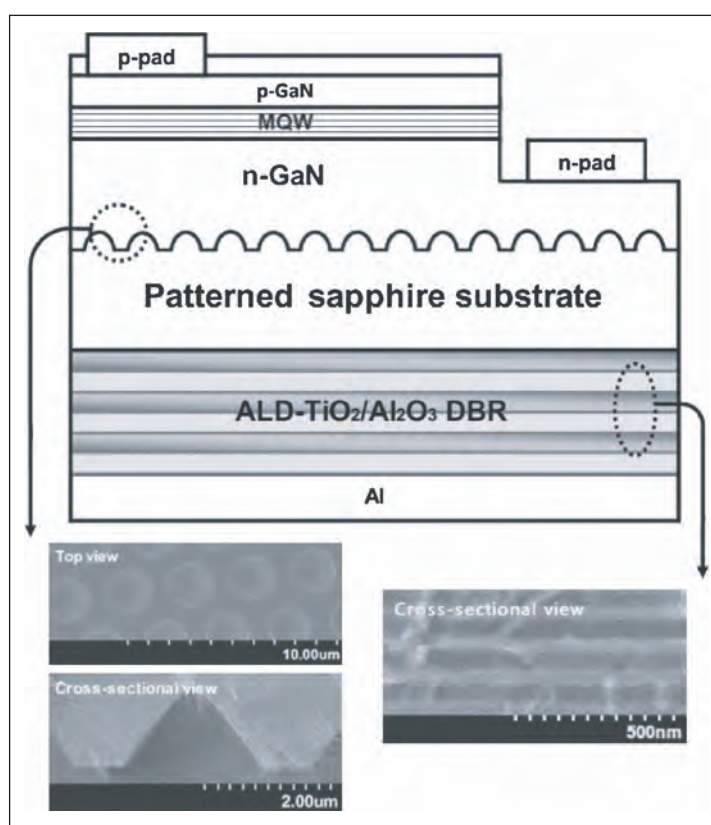 p-pad
p-GaN
MQW
n-GaN
n-pad
Patterned sapphire substrate
ALD-TiO₂/Al₂O₃ DBR
Al
Top view
10.00um
Cross-sectional view
2.00um
Cross-sectional view
500nm